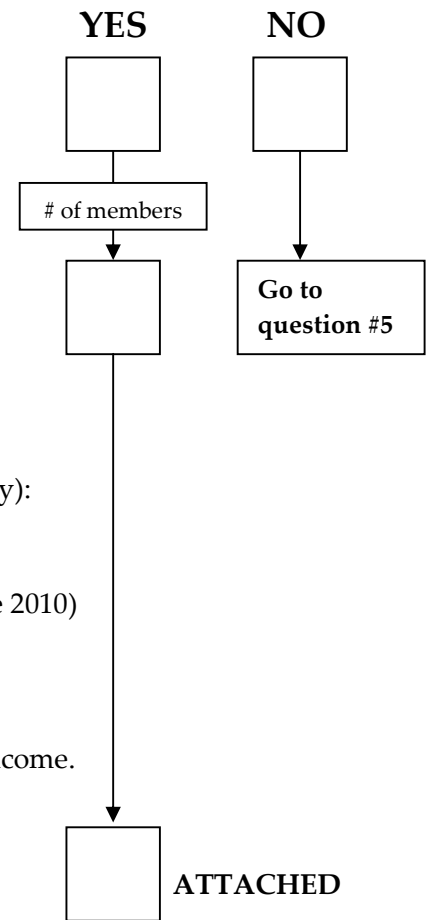 YES NO
# of members
Go to
question #5
y):
e 2010)
come.
ATTACHED